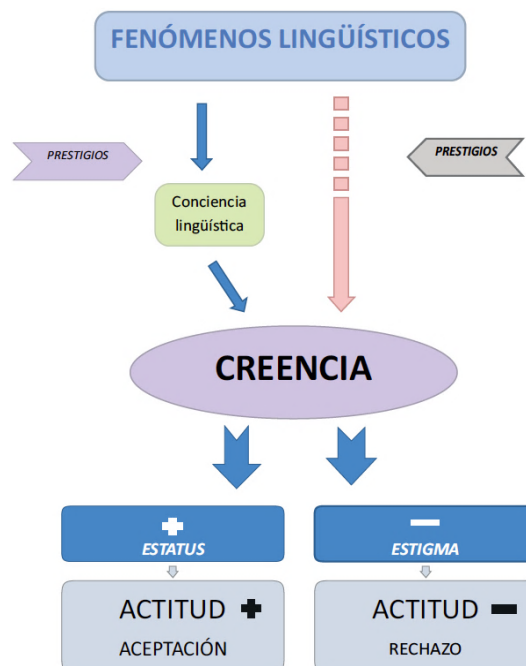 FENÓMENOS LINGÜÍSTICOS
PRESTIGIOS
PRESTIGIOS
Conciencia
lingüística
CREENCIA
+
ESTATUS
−
ESTIGMA
ACTITUD +
ACEPTACIÓN
ACTITUD −
RECHAZO